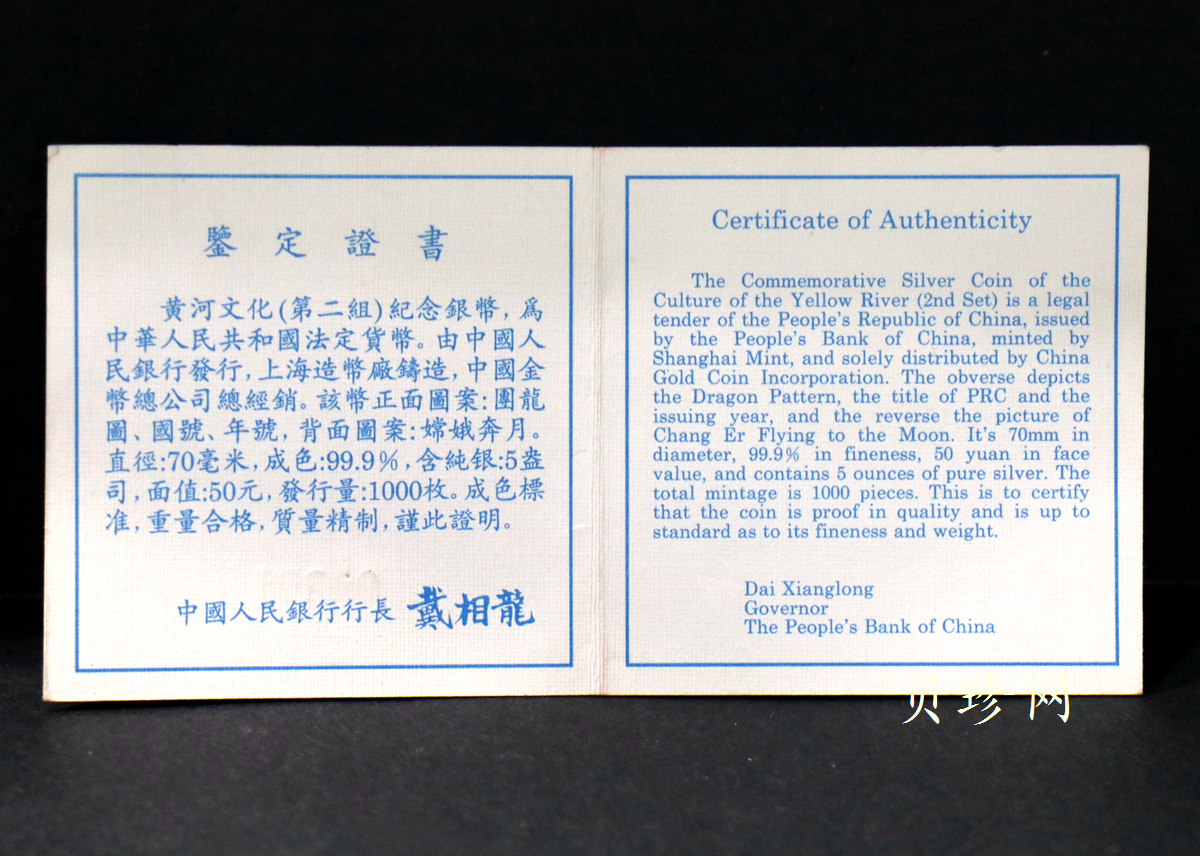 鑒定證書
黄河文化(第二組)紀念銀幣,爲
中華人民共和國法定貨幣。由中國人
民銀行發行,上海造幣廠鑄造,中國金
幣總公司總經銷。該幣正面圖案:團龍
圖、國號、年號,背面圖案:嫦娥奔月。
直徑:70毫米,成色:99.9%,含純银:5盎
司,面值:50元,發行量:1000枚。成色標
准,重量合格,質量精制,謹此證明。
中國人民銀行行長 戴相龍
Certificate of Authenticity
The Commemorative Silver Coin of the
Culture of the Yellow River (2nd Set) is a legal
tender of the People's Republic of China, issued
by the People's Bank of China, minted by
Shanghai Mint, and solely distributed by China
Gold Coin Incorporation. The obverse depicts
the Dragon Pattern, the title of PRC and the
issuing year, and the reverse the picture of
Chang Er Flying to the Moon. It's 70mm in
diameter, 99.9% in fineness, 50 yuan in face
value, and contains 5 ounces of pure silver. The
total mintage is 1000 pieces. This is to certify
that the coin is proof in quality and is up to
standard as to its fineness and weight.
Dai Xianglong
Governor
The People's Bank of China
贝珍网